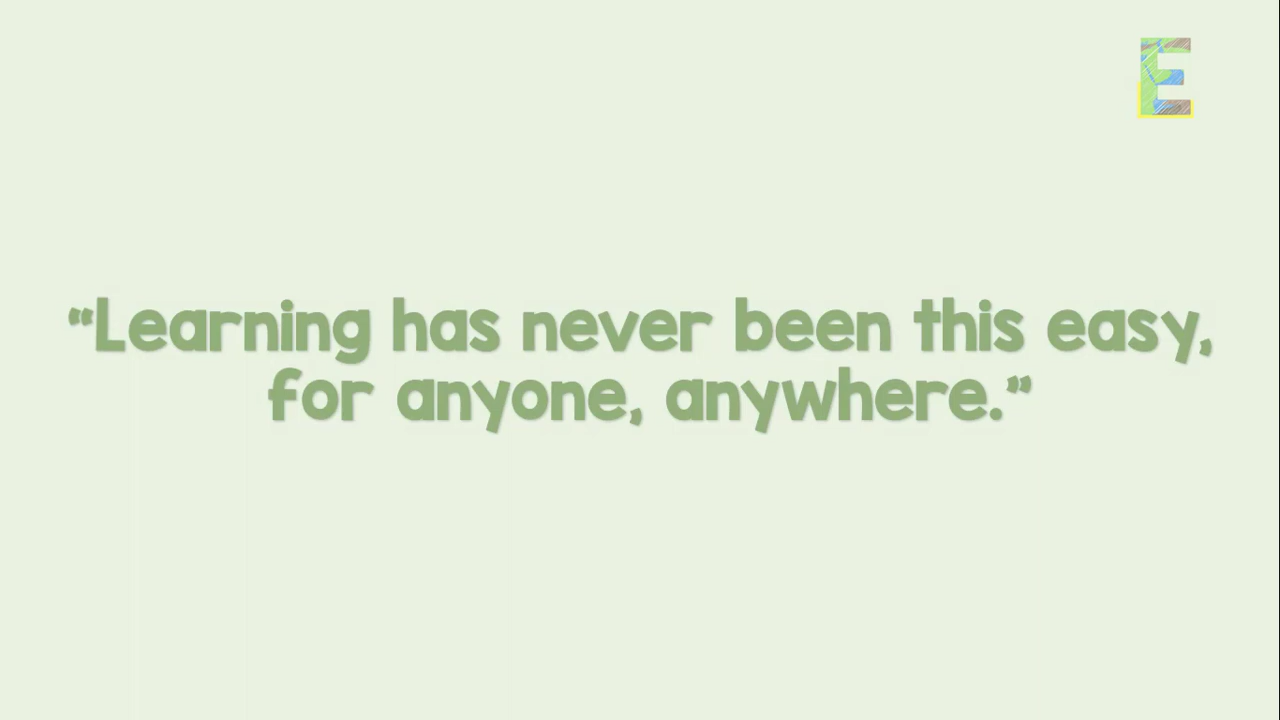 E
“Learning has never been this easy,
for anyone, anywhere.”